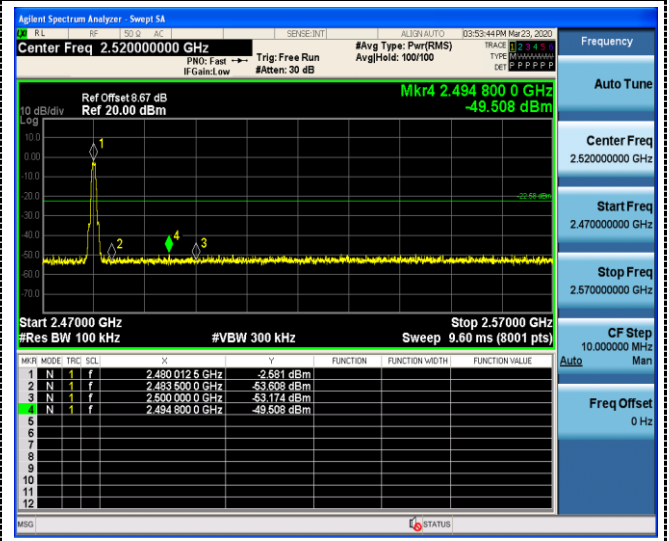 Agilent Spectrum Analyzer - Swept SA
RL RF 50 Ω AC SENSE:INT ALIGN AUTO 03:53:44 PM Mar 23, 2020
Center Freq 2.520000000 GHz
PNO: Fast
IFGain:Low
Trig: Free Run
#Atten: 30 dB
#Avg Type: Pwr(RMS)
Avg|Hold: 100/100
TRACE 1 2 3 4 5 6
TYPE M
DET P P P P P P
Mkr4 2.494 800 0 GHz
-49.508 dBm
Ref Offset 8.67 dB
10 dB/div Ref 20.00 dBm
Log
10.0
0.00
-10.0
-20.0
-30.0
-40.0
-50.0
-60.0
-70.0
1
2
4
3
-22.58 dBm
Start 2.47000 GHz Stop 2.57000 GHz
#Res BW 100 kHz #VBW 300 kHz Sweep 9.60 ms (8001 pts)
MKR MODE TRC SCL X Y FUNCTION FUNCTION WIDTH FUNCTION VALUE
1 N 1 f 2.480 012 5 GHz -2.581 dBm
2 N 1 f 2.483 500 0 GHz -53.608 dBm
3 N 1 f 2.500 000 0 GHz -53.174 dBm
4 N 1 f 2.494 800 0 GHz -49.508 dBm
5
6
7
8
9
10
11
12
MSG STATUS
Frequency
Auto Tune
Center Freq
2.520000000 GHz
Start Freq
2.470000000 GHz
Stop Freq
2.570000000 GHz
CF Step
10.000000 MHz
Auto Man
Freq Offset
0 Hz